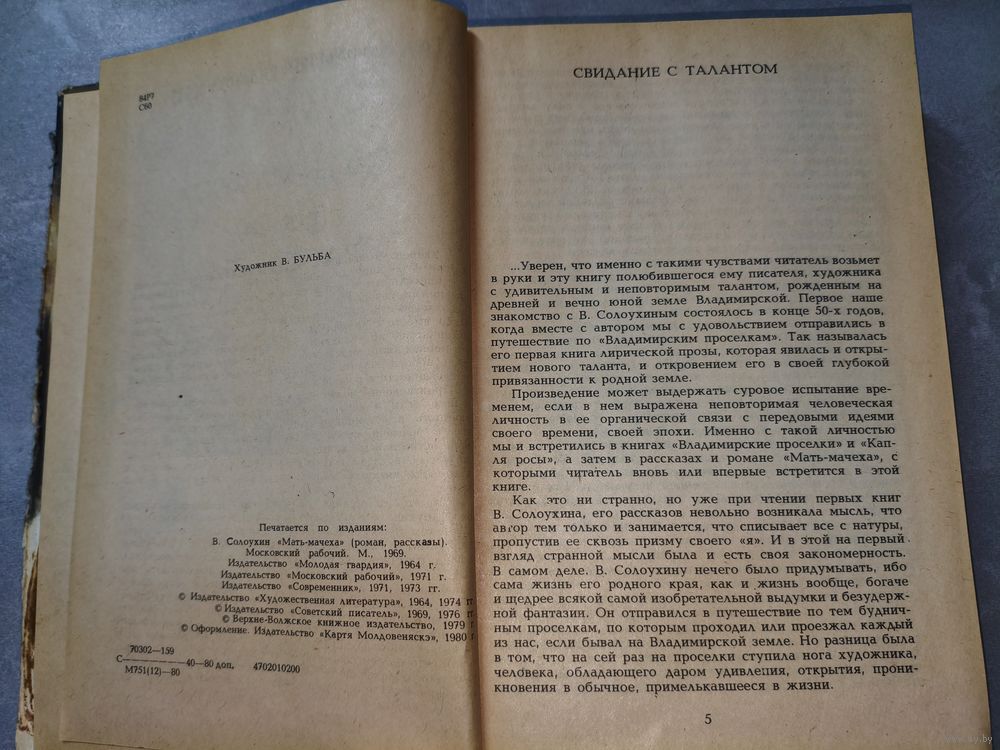 84Р7
С60
Художник В. БУЛЬБА
Печатается по изданиям:
В. Солоухин «Мать-мачеха» (роман, рассказы).
Московский рабочий. М., 1969.
Издательство «Молодая гвардия», 1964 г.
Издательство «Московский рабочий», 1971 г.
Издательство «Современник», 1971, 1973 гг.
© Издательство «Художественная литература», 1964, 1974 гг
© Издательство «Советский писатель», 1969, 1976 гг
© Верхне-Волжское книжное издательство, 1979 г
© Оформление. Издательство «Картя Молдовеняскэ», 1980 г
70302—159
С————40—80 доп. 4702010200
М751(12)—80
СВИДАНИЕ С ТАЛАНТОМ
...Уверен, что именно с такими чувствами читатель возьмет
в руки и эту книгу полюбившегося ему писателя, художника
с удивительным и неповторимым талантом, рожденным на
древней и вечно юной земле Владимирской. Первое наше
знакомство с В. Солоухиным состоялось в конце 50-х годов,
когда вместе с автором мы с удовольствием отправились в
путешествие по «Владимирским проселкам». Так называлась
его первая книга лирической прозы, которая явилась и откры-
тием нового таланта, и откровением его в своей глубокой
привязанности к родной земле.
Произведение может выдержать суровое испытание вре-
менем, если в нем выражена неповторимая человеческая
личность в ее органической связи с передовыми идеями
своего времени, своей эпохи. Именно с такой личностью
мы и встретились в книгах «Владимирские проселки» и «Кап-
ля росы», а затем в рассказах и романе «Мать-мачеха», с
которыми читатель вновь или впервые встретится в этой
книге.
Как это ни странно, но уже при чтении первых книг
В. Солоухина, его рассказов невольно возникала мысль, что
автор тем только и занимается, что списывает все с натуры,
пропустив ее сквозь призму своего «я». И в этой на первый
взгляд странной мысли была и есть своя закономерность.
В самом деле. В. Солоухину нечего было придумывать, ибо
сама жизнь его родного края, как и жизнь вообще, богаче
и щедрее всякой самой изобретательной выдумки и безудерж-
ной фантазии. Он отправился в путешествие по тем буднич-
ным проселкам, по которым проходил или проезжал каждый
из нас, если бывал на Владимирской земле. Но разница была
в том, что на сей раз на проселки ступила нога художника,
человека, обладающего даром удивления, открытия, прони-
кновения в обычное, примелькавшееся в жизни.
5